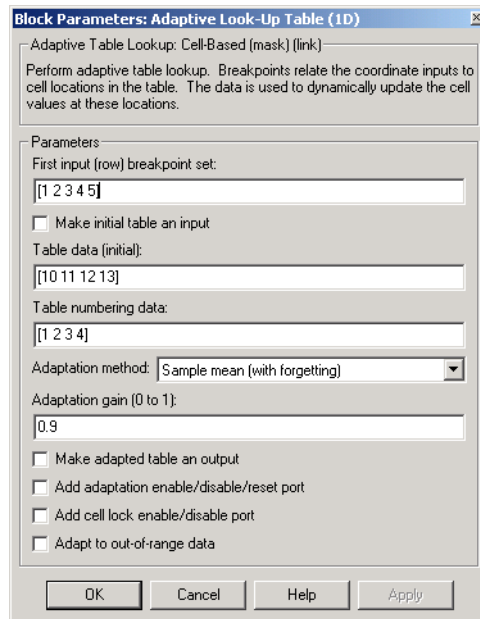 Block Parameters: Adaptive Look-Up Table (1D)
Adaptive Table Lookup: Cell-Based (mask) (link)
Perform adaptive table lookup. Breakpoints relate the coordinate inputs to
cell locations in the table. The data is used to dynamically update the cell
values at these locations.
Parameters
First input (row) breakpoint set:
[1 2 3 4 5]
Make initial table an input
Table data (initial):
[10 11 12 13]
Table numbering data:
[1 2 3 4]
Adaptation method: Sample mean (with forgetting)
Adaptation gain (0 to 1):
0.9
Make adapted table an output
Add adaptation enable/disable/reset port
Add cell lock enable/disable port
Adapt to out-of-range data
OK Cancel Help Apply